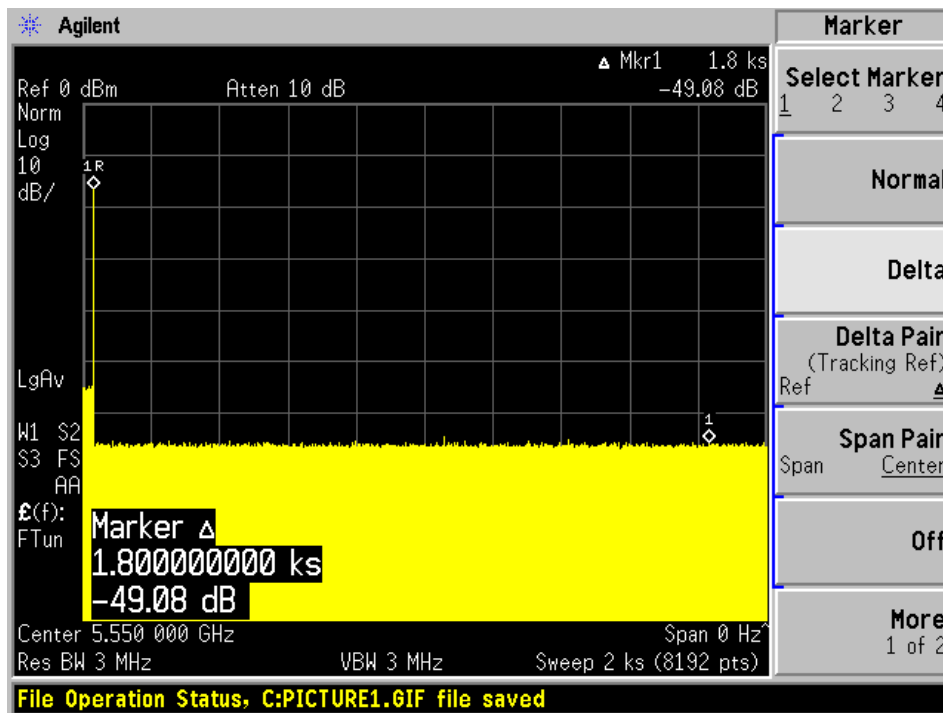 Agilent
Marker
Δ Mkr1 1.8 ks
Ref 0 dBm Atten 10 dB -49.08 dB
Norm
Log
10
dB/
1R
LgAv
1
W1 S2
S3 FS
AA
£(f):
FTun
Marker Δ
1.800000000 ks
-49.08 dB
Center 5.550 000 GHz Span 0 Hz^
Res BW 3 MHz VBW 3 MHz Sweep 2 ks (8192 pts)
Select Marker
1 2 3 4
Normal
Delta
Delta Pair
(Tracking Ref)
Ref Δ
Span Pair
Span Center
Off
More
1 of 2
File Operation Status, C:PICTURE1.GIF file saved